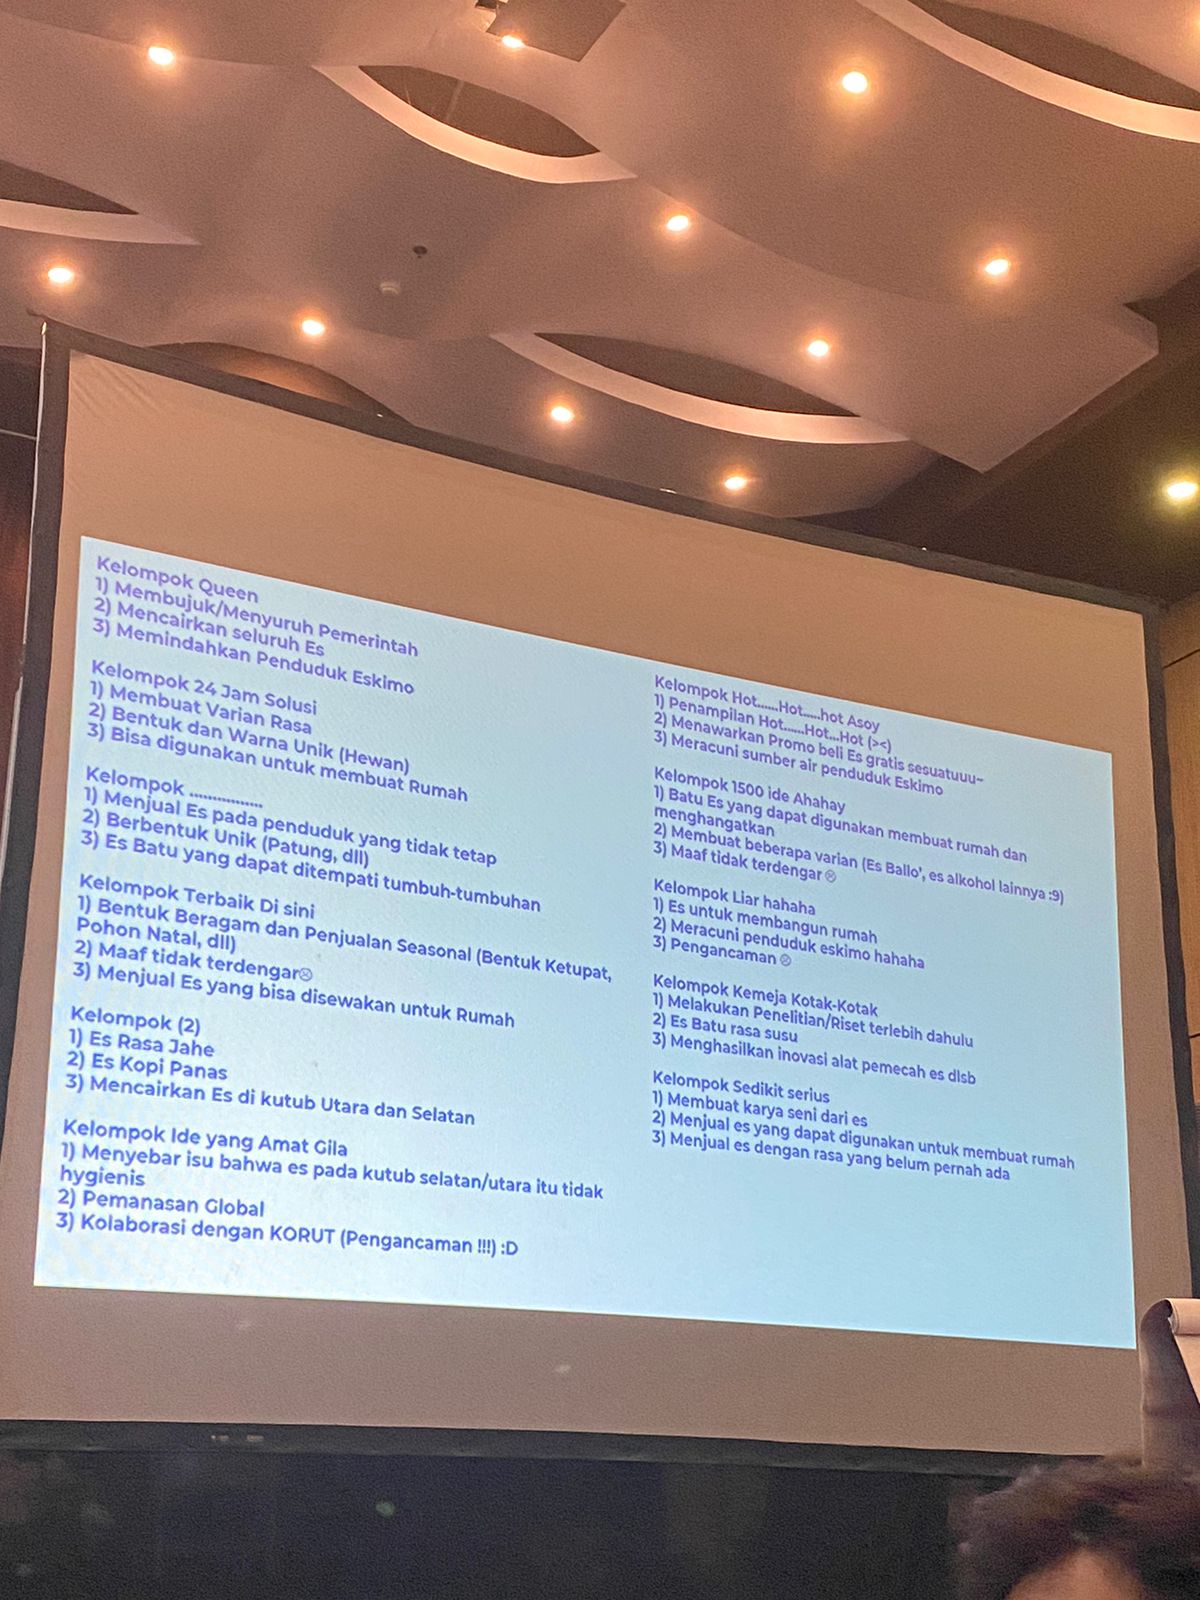 Kelompok Queen
1) Membujuk/Menyuruh Pemerintah
2) Mencairkan seluruh Es
3) Memindahkan Penduduk Eskimo
Kelompok 24 Jam Solusi
1) Membuat Varian Rasa
2) Bentuk dan Warna Unik (Hewan)
3) Bisa digunakan untuk membuat Rumah
Kelompok ................
1) Menjual Es pada penduduk yang tidak tetap
2) Berbentuk Unik (Patung, dll)
3) Es Batu yang dapat ditempati tumbuh-tumbuhan
Kelompok Terbaik Di sini
1) Bentuk Beragam dan Penjualan Seasonal (Bentuk Ketupat,
Pohon Natal, dll)
2) Maaf tidak terdengar☹
3) Menjual Es yang bisa disewakan untuk Rumah
Kelompok (2)
1) Es Rasa Jahe
2) Es Kopi Panas
3) Mencairkan Es di kutub Utara dan Selatan
Kelompok Ide yang Amat Gila
1) Menyebar isu bahwa es pada kutub selatan/utara itu tidak
hygienis
2) Pemanasan Global
3) Kolaborasi dengan KORUT (Pengancaman !!!) :D
Kelompok Hot......Hot.....hot Asoy
1) Penampilan Hot......Hot...Hot (><)
2) Menawarkan Promo beli Es gratis sesuatuuu~
3) Meracuni sumber air penduduk Eskimo
Kelompok 1500 ide Ahahay
1) Batu Es yang dapat digunakan membuat rumah dan
menghangatkan
2) Membuat beberapa varian (Es Ballo', es alkohol lainnya :9)
3) Maaf tidak terdengar ☹
Kelompok Liar hahaha
1) Es untuk membangun rumah
2) Meracuni penduduk eskimo hahaha
3) Pengancaman ☹
Kelompok Kemeja Kotak-Kotak
1) Melakukan Penelitian/Riset terlebih dahulu
2) Es Batu rasa susu
3) Menghasilkan inovasi alat pemecah es dlsb
Kelompok Sedikit serius
1) Membuat karya seni dari es
2) Menjual es yang dapat digunakan untuk membuat rumah
3) Menjual es dengan rasa yang belum pernah ada